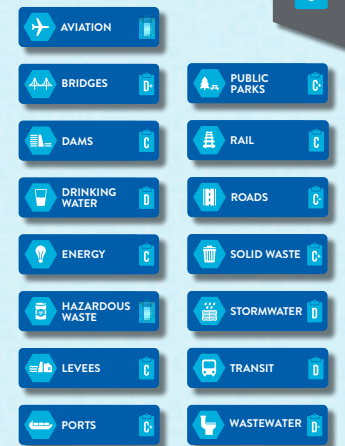 AVIATION
BRIDGES D+
DAMS C
DRINKING
WATER D
ENERGY C
HAZARDOUS
WASTE
LEVEES C
PORTS C+
PUBLIC
PARKS C+
RAIL C
ROADS C-
SOLID WASTE C+
STORMWATER D
TRANSIT D
WASTEWATER D-